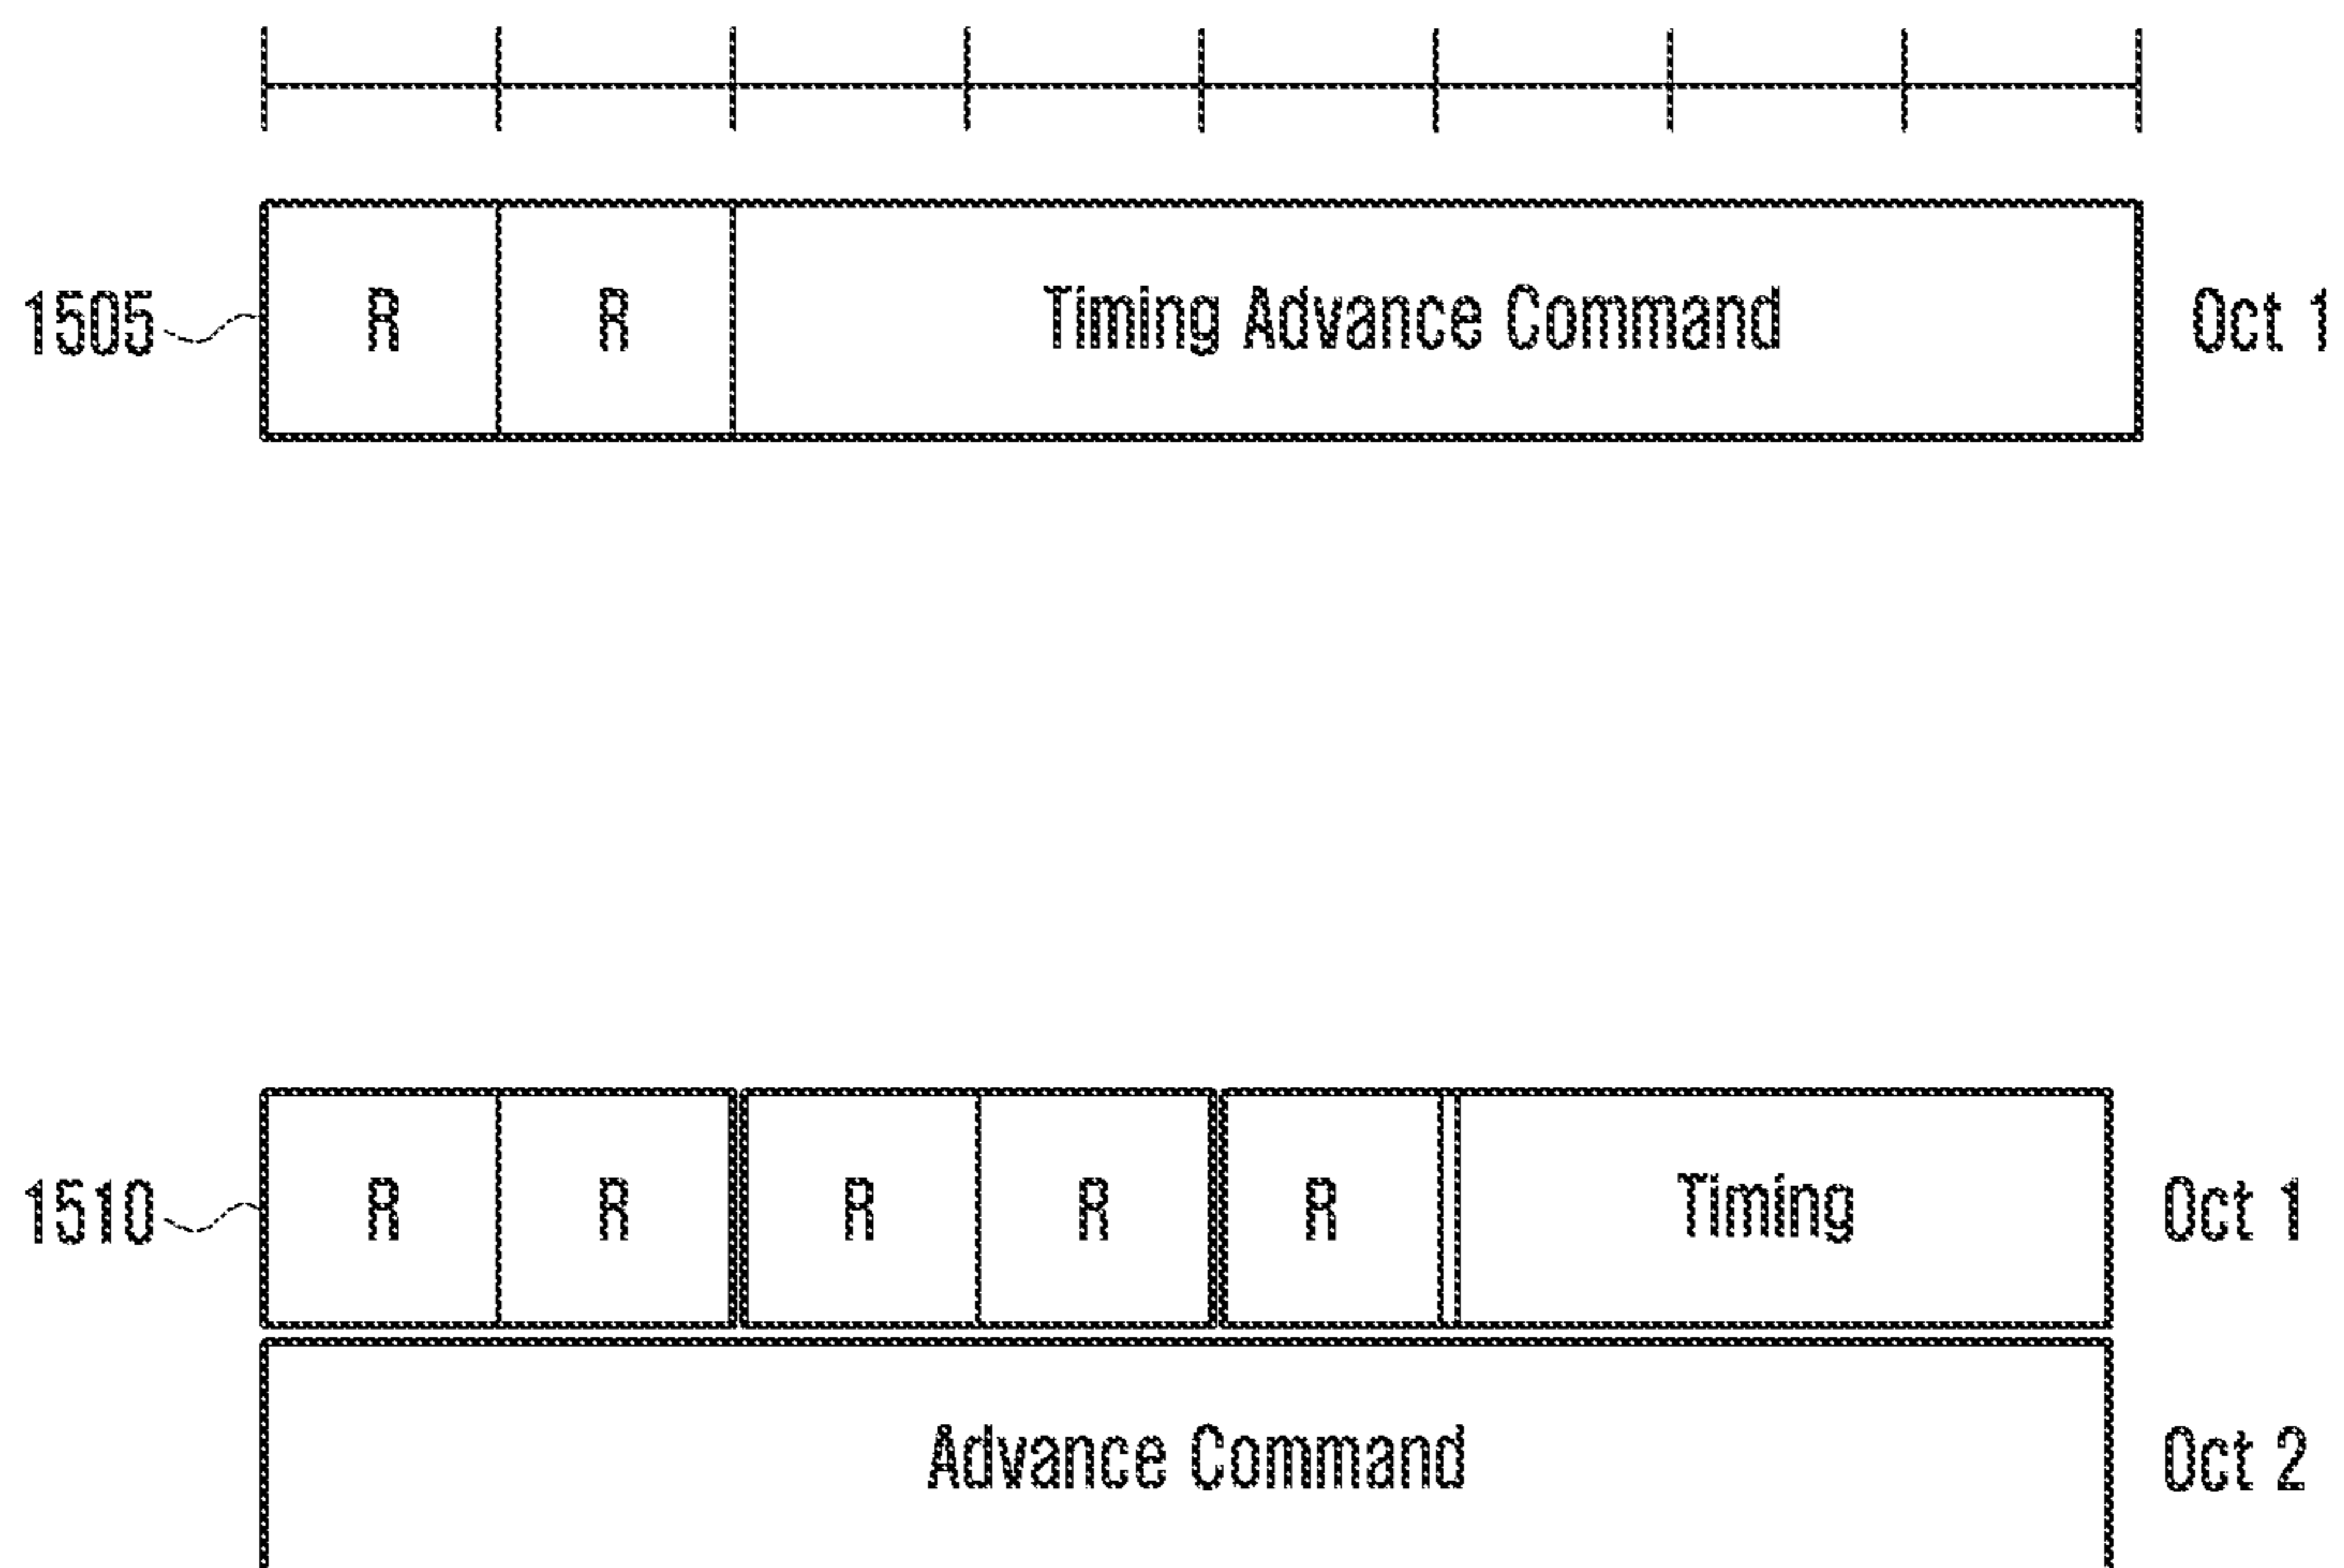 1505 R R Timing Advance Command Oct 1
1510 R R R R R Timing Oct 1
Advance Command Oct 2